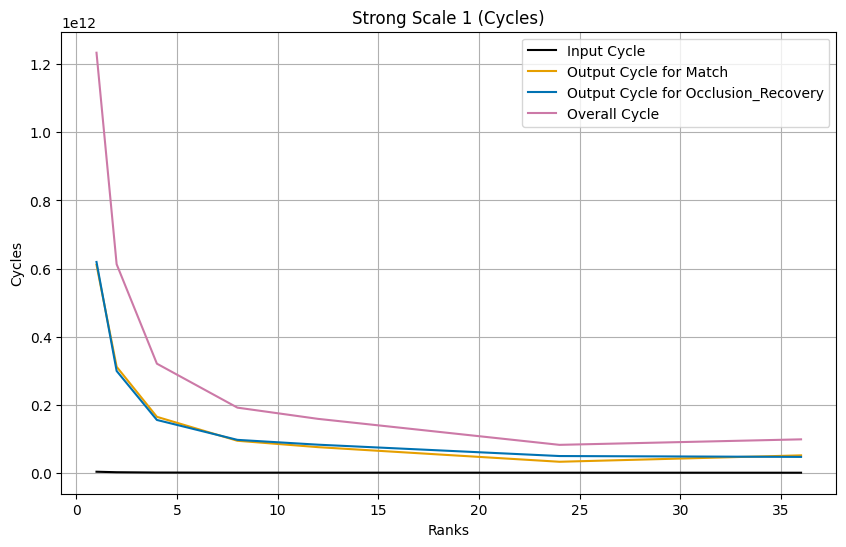 Strong Scale 1 (Cycles)
1e12
Input Cycle
Output Cycle for Match
Output Cycle for Occlusion_Recovery
Overall Cycle
1.2
1.0
0.8
0.6
0.4
0.2
0.0
Cycles
0 5 10 15 20 25 30 35
Ranks